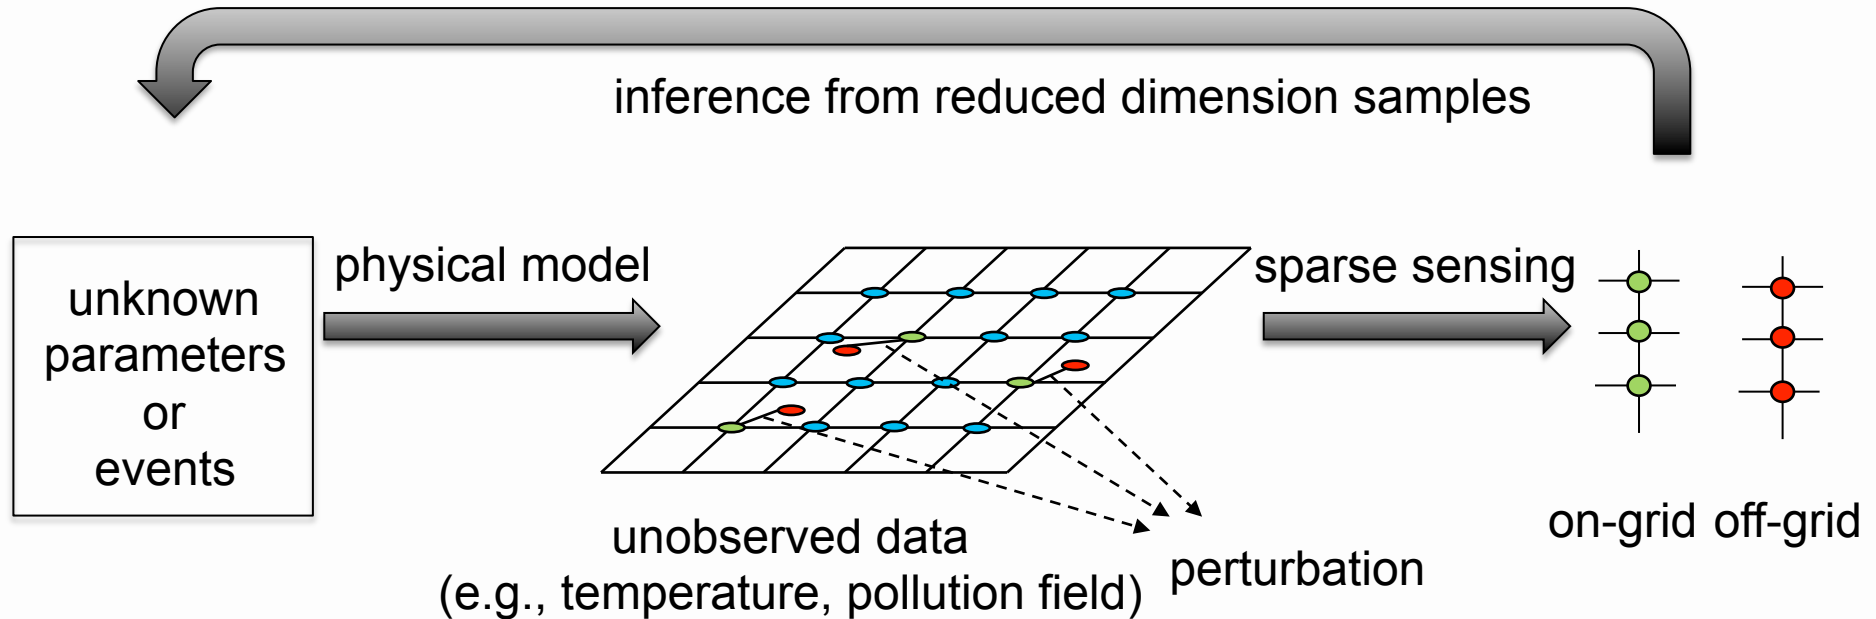 inference from reduced dimension samples
unknown
parameters
or
events
physical model
sparse sensing
unobserved data
(e.g., temperature, pollution field)
perturbation
on-grid off-grid